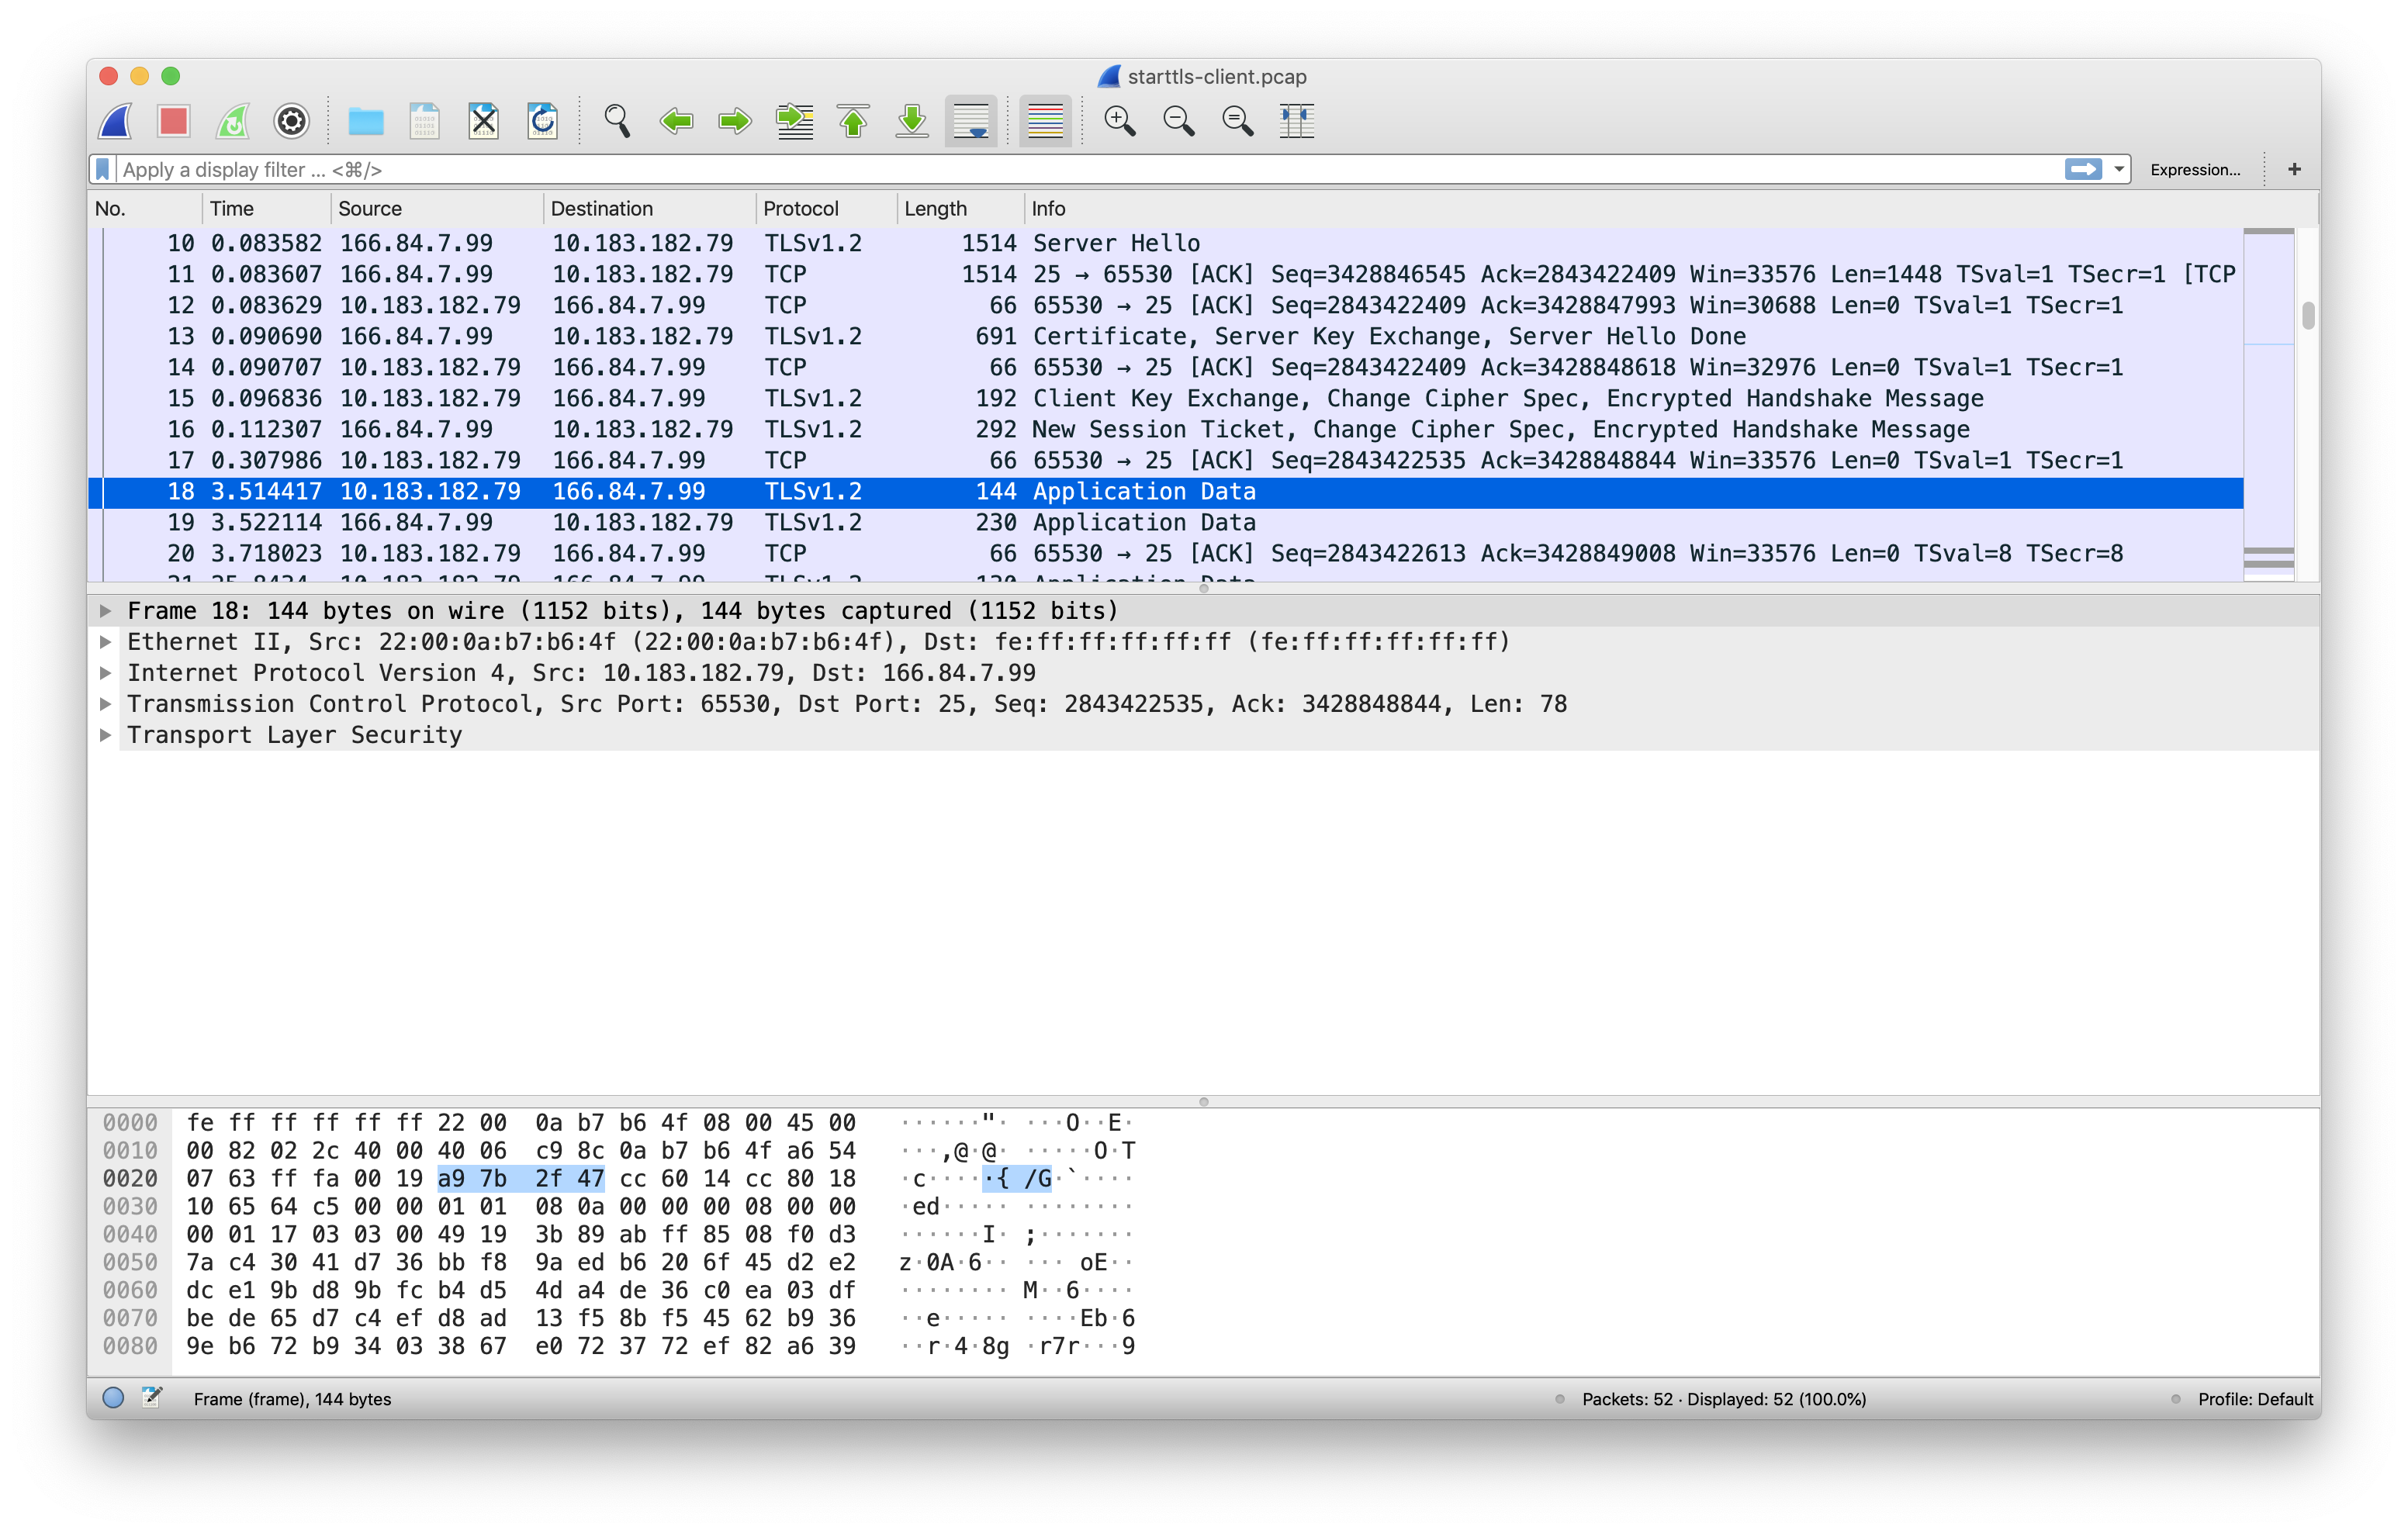 starttls-client.pcap
Apply a display filter ... <⌘/>
Expression...
+
No. Time Source Destination Protocol Length Info
10 0.083582 166.84.7.99 10.183.182.79 TLSv1.2 1514 Server Hello
11 0.083607 166.84.7.99 10.183.182.79 TCP 1514 25 → 65530 [ACK] Seq=3428846545 Ack=2843422409 Win=33576 Len=1448 TSval=1 TSecr=1 [TCP
12 0.083629 10.183.182.79 166.84.7.99 TCP 66 65530 → 25 [ACK] Seq=2843422409 Ack=3428847993 Win=30688 Len=0 TSval=1 TSecr=1
13 0.090690 166.84.7.99 10.183.182.79 TLSv1.2 691 Certificate, Server Key Exchange, Server Hello Done
14 0.090707 10.183.182.79 166.84.7.99 TCP 66 65530 → 25 [ACK] Seq=2843422409 Ack=3428848618 Win=32976 Len=0 TSval=1 TSecr=1
15 0.096836 10.183.182.79 166.84.7.99 TLSv1.2 192 Client Key Exchange, Change Cipher Spec, Encrypted Handshake Message
16 0.112307 166.84.7.99 10.183.182.79 TLSv1.2 292 New Session Ticket, Change Cipher Spec, Encrypted Handshake Message
17 0.307986 10.183.182.79 166.84.7.99 TCP 66 65530 → 25 [ACK] Seq=2843422535 Ack=3428848844 Win=33576 Len=0 TSval=1 TSecr=1
18 3.514417 10.183.182.79 166.84.7.99 TLSv1.2 144 Application Data
19 3.522114 166.84.7.99 10.183.182.79 TLSv1.2 230 Application Data
20 3.718023 10.183.182.79 166.84.7.99 TCP 66 65530 → 25 [ACK] Seq=2843422613 Ack=3428849008 Win=33576 Len=0 TSval=8 TSecr=8
Frame 18: 144 bytes on wire (1152 bits), 144 bytes captured (1152 bits)
Ethernet II, Src: 22:00:0a:b7:b6:4f (22:00:0a:b7:b6:4f), Dst: fe:ff:ff:ff:ff:ff (fe:ff:ff:ff:ff:ff)
Internet Protocol Version 4, Src: 10.183.182.79, Dst: 166.84.7.99
Transmission Control Protocol, Src Port: 65530, Dst Port: 25, Seq: 2843422535, Ack: 3428848844, Len: 78
Transport Layer Security
0000 fe ff ff ff ff ff 22 00 0a b7 b6 4f 08 00 45 00 ······"· ···O··E·
0010 00 82 02 2c 40 00 40 06 c9 8c 0a b7 b6 4f a6 54 ···,@·@· ·····O·T
0020 07 63 ff fa 00 19 a9 7b 2f 47 cc 60 14 cc 80 18 ·c·····{ /G·`····
0030 10 65 64 c5 00 00 01 01 08 0a 00 00 00 08 00 00 ·ed····· ········
0040 00 01 17 03 03 00 49 19 3b 89 ab ff 85 08 f0 d3 ······I· ;·······
0050 7a c4 30 41 d7 36 bb f8 9a ed b6 20 6f 45 d2 e2 z·0A·6·· ··· oE··
0060 dc e1 9b d8 9b fc b4 d5 4d a4 de 36 c0 ea 03 df ········ M··6····
0070 be de 65 d7 c4 ef d8 ad 13 f5 8b f5 45 62 b9 36 ··e····· ····Eb·6
0080 9e b6 72 b9 34 03 38 67 e0 72 37 72 ef 82 a6 39 ··r·4·8g ·r7r···9
Frame (frame), 144 bytes
Packets: 52 · Displayed: 52 (100.0%)
Profile: Default